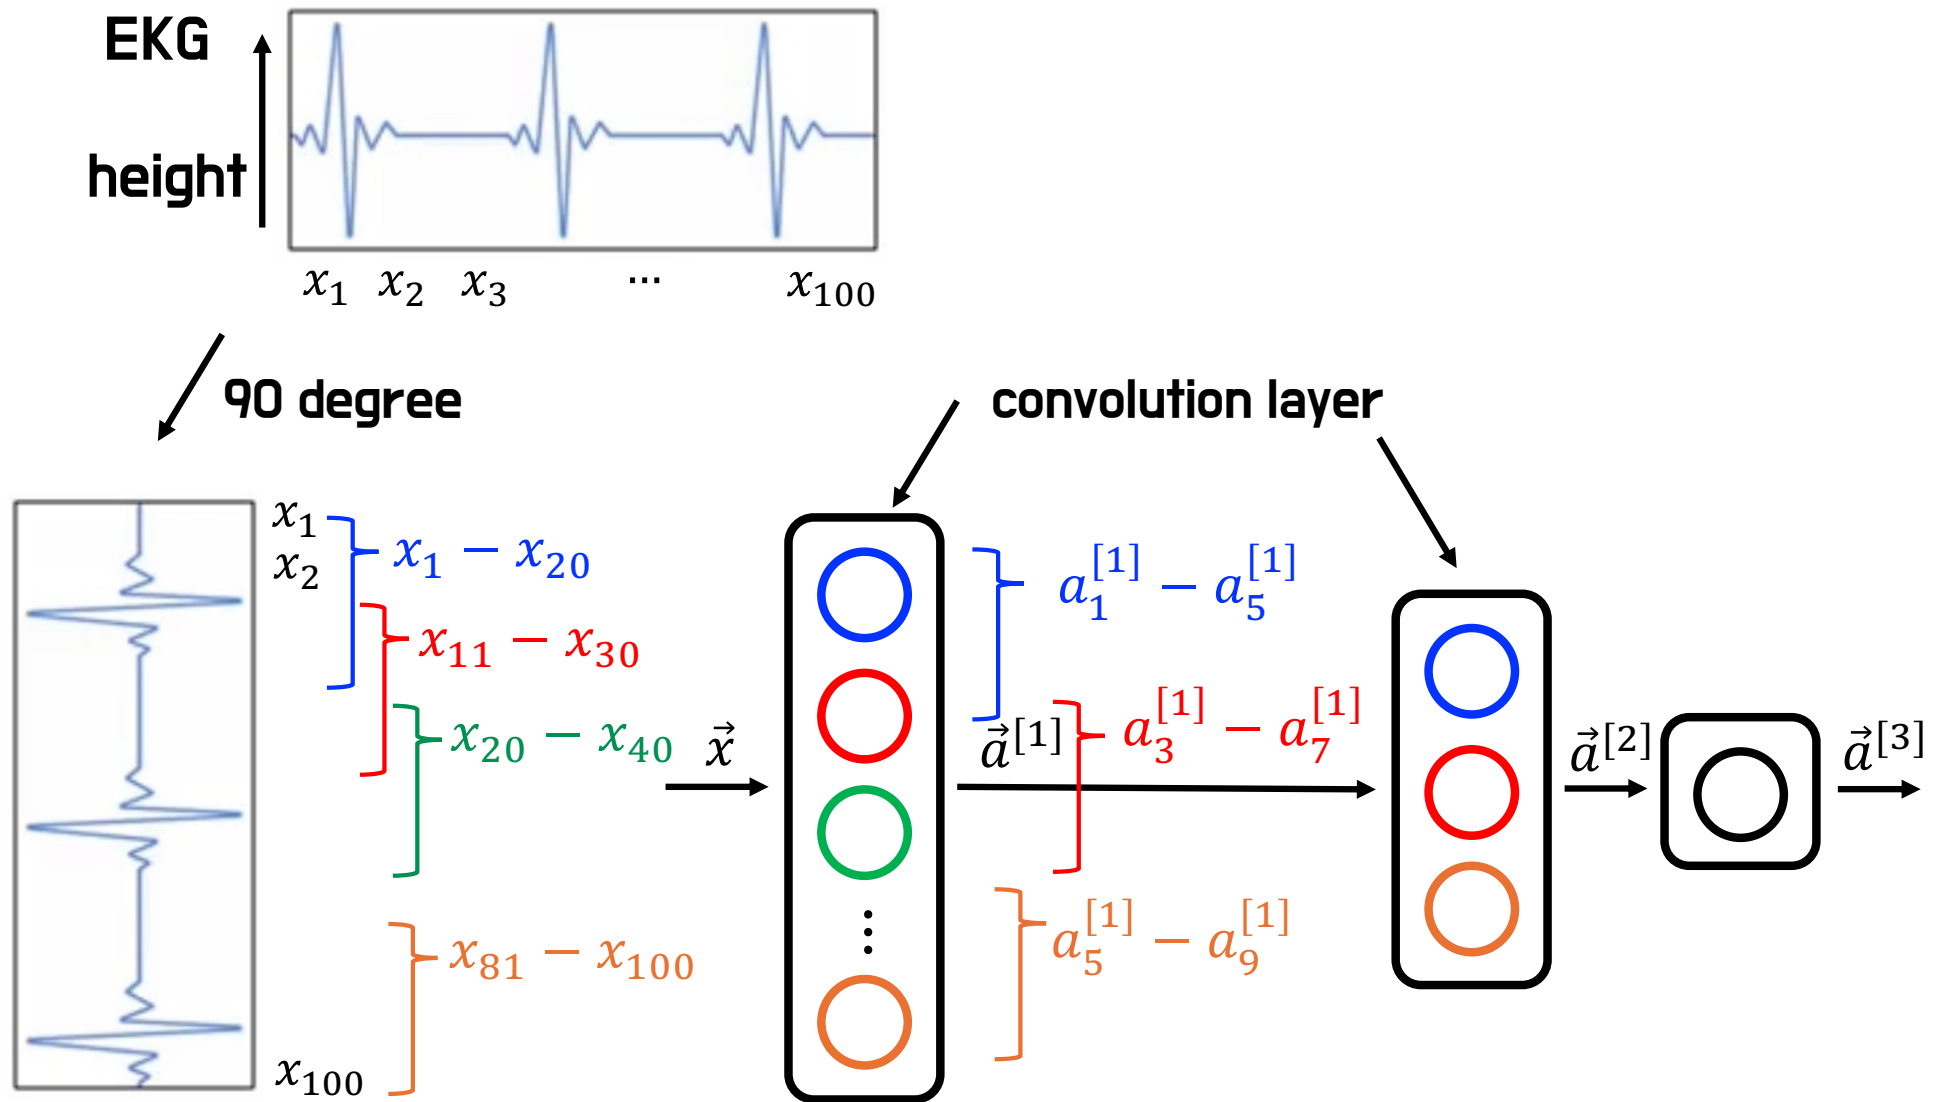 EKG
height
x₁ x₂ x₃ ... x₁₀₀
90 degree
convolution layer
x₁
x₂
x₁ − x₂₀
x₁₁ − x₃₀
x₂₀ − x₄₀
x₈₁ − x₁₀₀
x₁₀₀
x⃗
a₁^[1] − a₅^[1]
a⃗^[1]
a₃^[1] − a₇^[1]
a₅^[1] − a₉^[1]
a⃗^[2]
a⃗^[3]